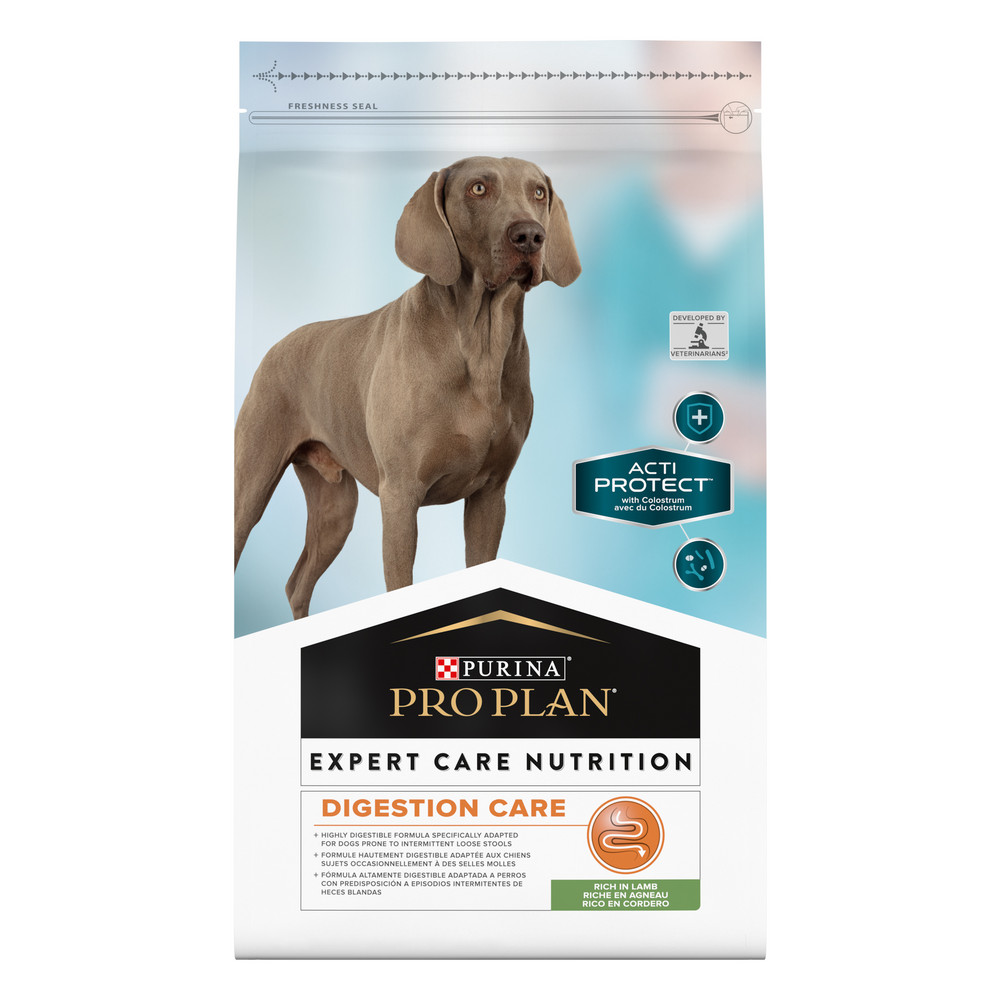 FRESHNESS SEAL
DEVELOPED BY
VETERINARIANS²
ACTI
PROTECT™
with Colostrum
avec du Colostrum
PURINA®
PRO PLAN®
EXPERT CARE NUTRITION
DIGESTION CARE
+ HIGHLY DIGESTIBLE FORMULA SPECIFICALLY ADAPTED
FOR DOGS PRONE TO INTERMITTENT LOOSE STOOLS
+ FORMULE HAUTEMENT DIGESTIBLE ADAPTÉE AUX CHIENS
SUJETS OCCASIONNELLEMENT À DES SELLES MOLLES
+ FÓRMULA ALTAMENTE DIGESTIBLE ADAPTADA A PERROS
CON PREDISPOSICIÓN A EPISODIOS INTERMITENTES DE
HECES BLANDAS
RICH IN LAMB
RICHE EN AGNEAU
RICO EN CORDERO